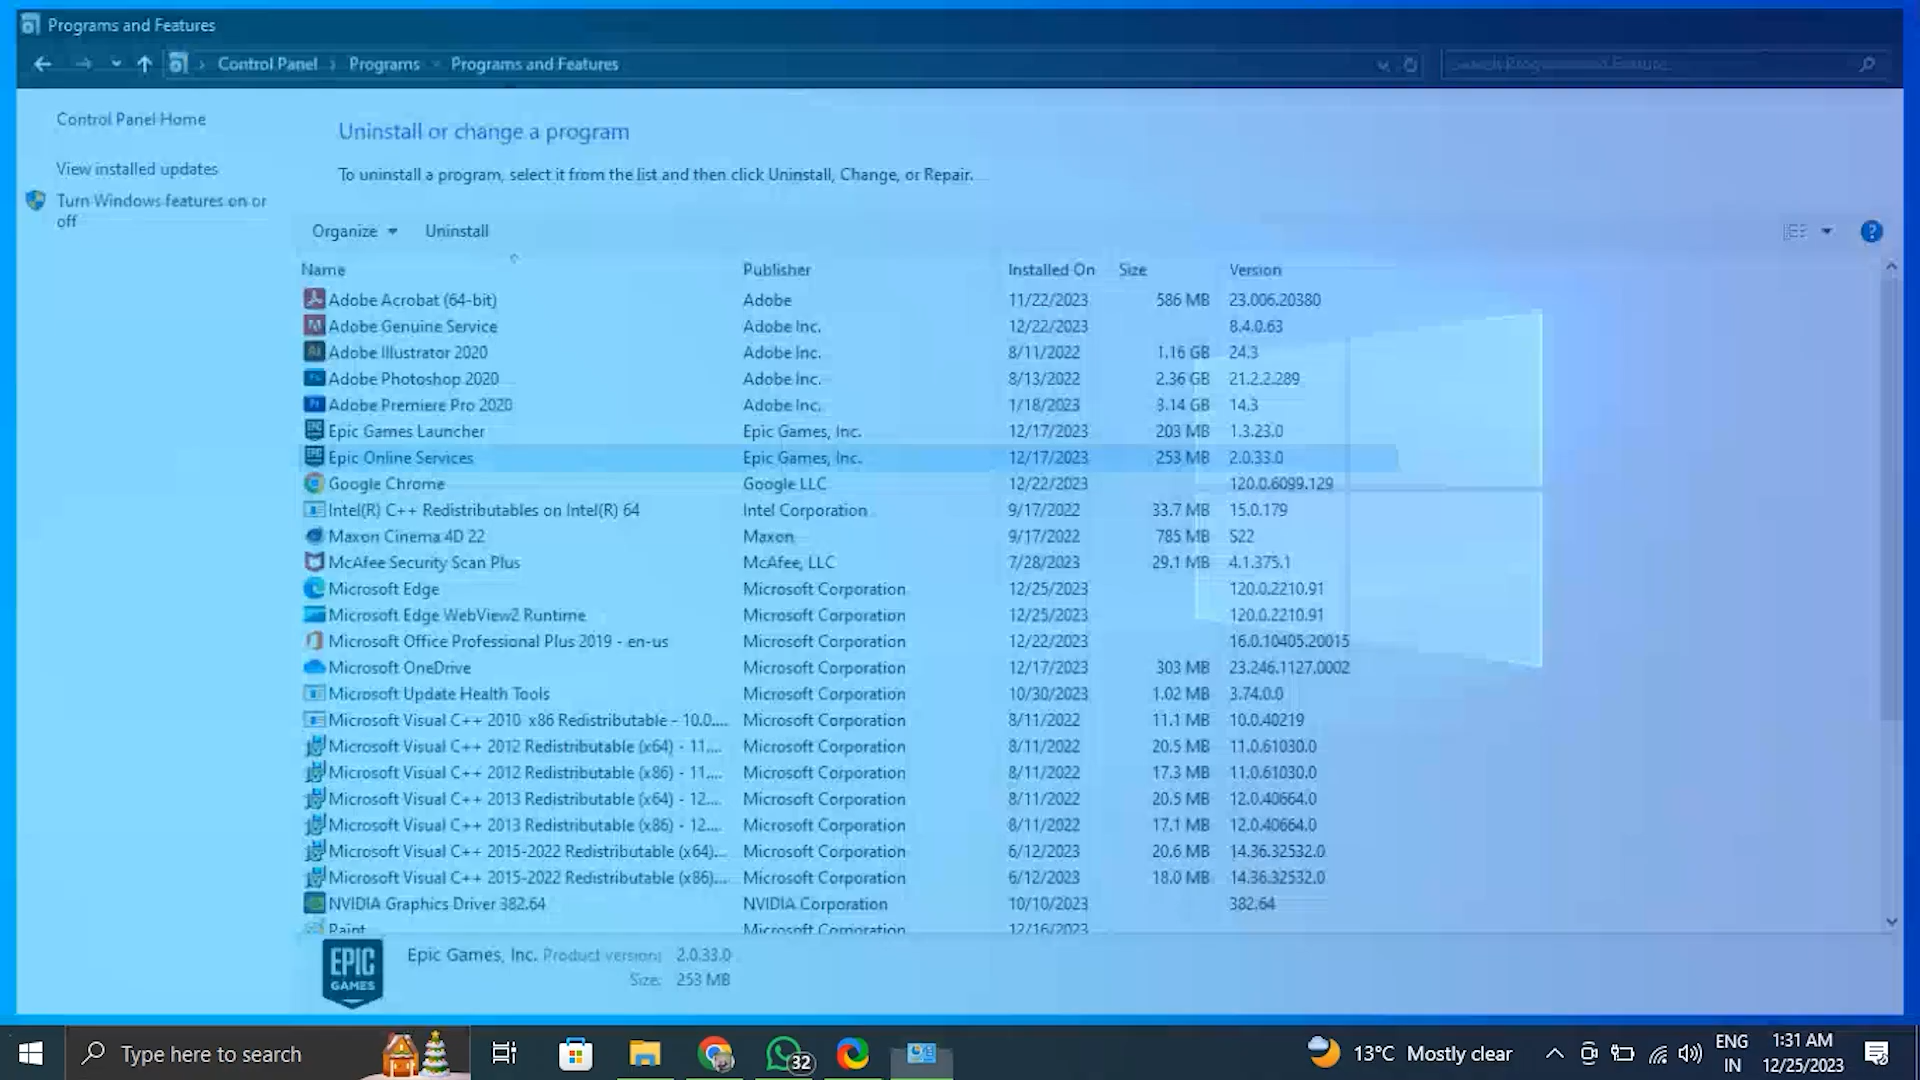 Programs and Features
Control Panel Programs Programs and Features
Control Panel Home
View installed updates
Turn Windows features on or
off
Uninstall or change a program
To uninstall a program, select it from the list and then click Uninstall, Change, or Repair.
Organize Uninstall
Name Publisher Installed On Size Version
Adobe Acrobat (64-bit) Adobe 11/22/2023 586 MB 23.006.20380
Adobe Genuine Service Adobe Inc. 12/22/2023 8.4.0.63
Adobe Illustrator 2020 Adobe Inc. 8/11/2022 1.16 GB 24.3
Adobe Photoshop 2020 Adobe Inc. 8/13/2022 2.36 GB 21.2.2.289
Adobe Premiere Pro 2020 Adobe Inc. 1/18/2023 3.14 GB 14.3
Epic Games Launcher Epic Games, Inc. 12/17/2023 203 MB 1.3.23.0
Epic Online Services Epic Games, Inc. 12/17/2023 253 MB 2.0.33.0
Google Chrome Google LLC 12/22/2023 120.0.6099.129
Intel(R) C++ Redistributables on Intel(R) 64 Intel Corporation 9/17/2022 33.7 MB 15.0.179
Maxon Cinema 4D 22 Maxon 9/17/2022 785 MB S22
McAfee Security Scan Plus McAfee, LLC 7/28/2023 29.1 MB 4.1.375.1
Microsoft Edge Microsoft Corporation 12/25/2023 120.0.2210.91
Microsoft Edge WebView2 Runtime Microsoft Corporation 12/25/2023 120.0.2210.91
Microsoft Office Professional Plus 2019 - en-us Microsoft Corporation 12/22/2023 16.0.10405.20015
Microsoft OneDrive Microsoft Corporation 12/17/2023 303 MB 23.246.1127.0002
Microsoft Update Health Tools Microsoft Corporation 10/30/2023 1.02 MB 3.74.0.0
Microsoft Visual C++ 2010 x86 Redistributable - 10.0.... Microsoft Corporation 8/11/2022 11.1 MB 10.0.40219
Microsoft Visual C++ 2012 Redistributable (x64) - 11.... Microsoft Corporation 8/11/2022 20.5 MB 11.0.61030.0
Microsoft Visual C++ 2012 Redistributable (x86) - 11.... Microsoft Corporation 8/11/2022 17.3 MB 11.0.61030.0
Microsoft Visual C++ 2013 Redistributable (x64) - 12.... Microsoft Corporation 8/11/2022 20.5 MB 12.0.40664.0
Microsoft Visual C++ 2013 Redistributable (x86) - 12.... Microsoft Corporation 8/11/2022 17.1 MB 12.0.40664.0
Microsoft Visual C++ 2015-2022 Redistributable (x64)... Microsoft Corporation 6/12/2023 20.6 MB 14.36.32532.0
Microsoft Visual C++ 2015-2022 Redistributable (x86)... Microsoft Corporation 6/12/2023 18.0 MB 14.36.32532.0
NVIDIA Graphics Driver 382.64 NVIDIA Corporation 10/10/2023 382.64
Paint Microsoft Corporation 12/16/2023
EPIC
GAMES
Epic Games, Inc. Product version: 2.0.33.0
Size: 253 MB
Type here to search
32
13°C Mostly clear
ENG
IN
1:31 AM
12/25/2023